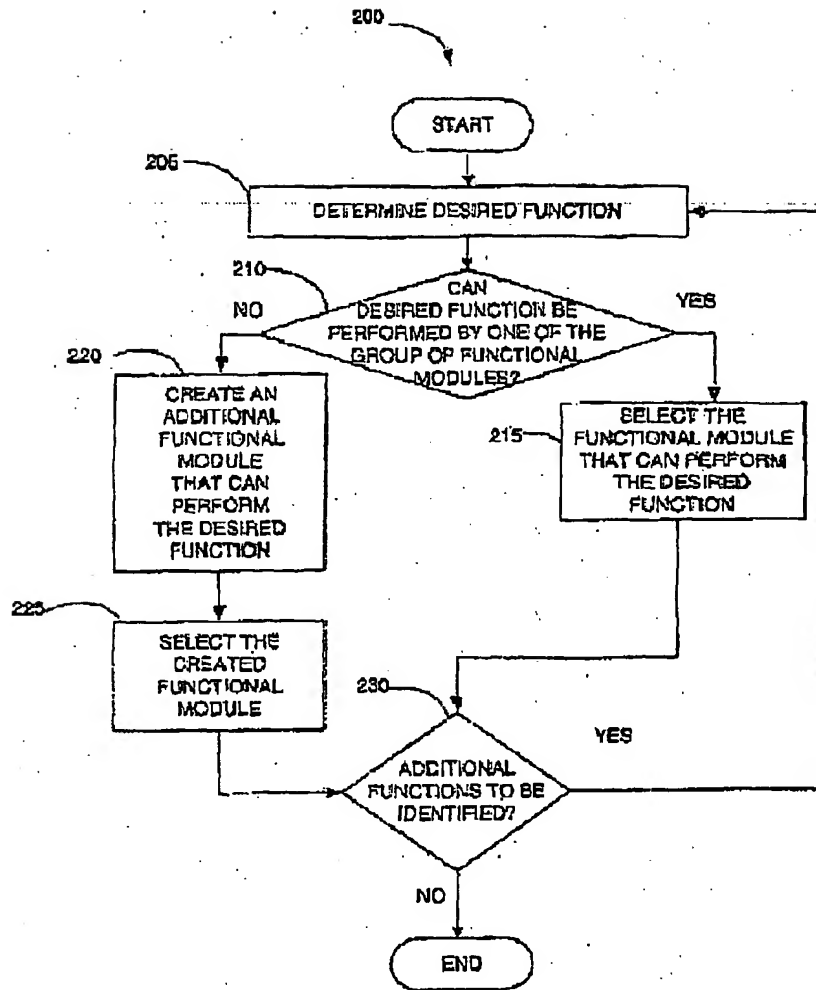 200
START
205
DETERMINE DESIRED FUNCTION
210
NO
CAN
DESIRED FUNCTION BE
PERFORMED BY ONE OF THE
GROUP OF FUNCTIONAL
MODULES?
YES
220
CREATE AN
ADDITIONAL
FUNCTIONAL
MODULE
THAT CAN
PERFORM
THE DESIRED
FUNCTION
215
SELECT THE
FUNCTIONAL MODULE
THAT CAN PERFORM
THE DESIRED
FUNCTION
225
SELECT THE
CREATED
FUNCTIONAL
MODULE
230
YES
ADDITIONAL
FUNCTIONS TO BE
IDENTIFIED?
NO
END